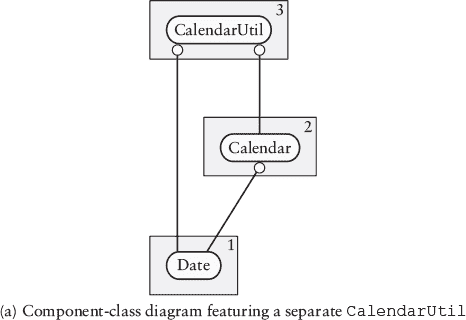 3
CalendarUtil
2
Calendar
1
Date
(a) Component-class diagram featuring a separate CalendarUtil